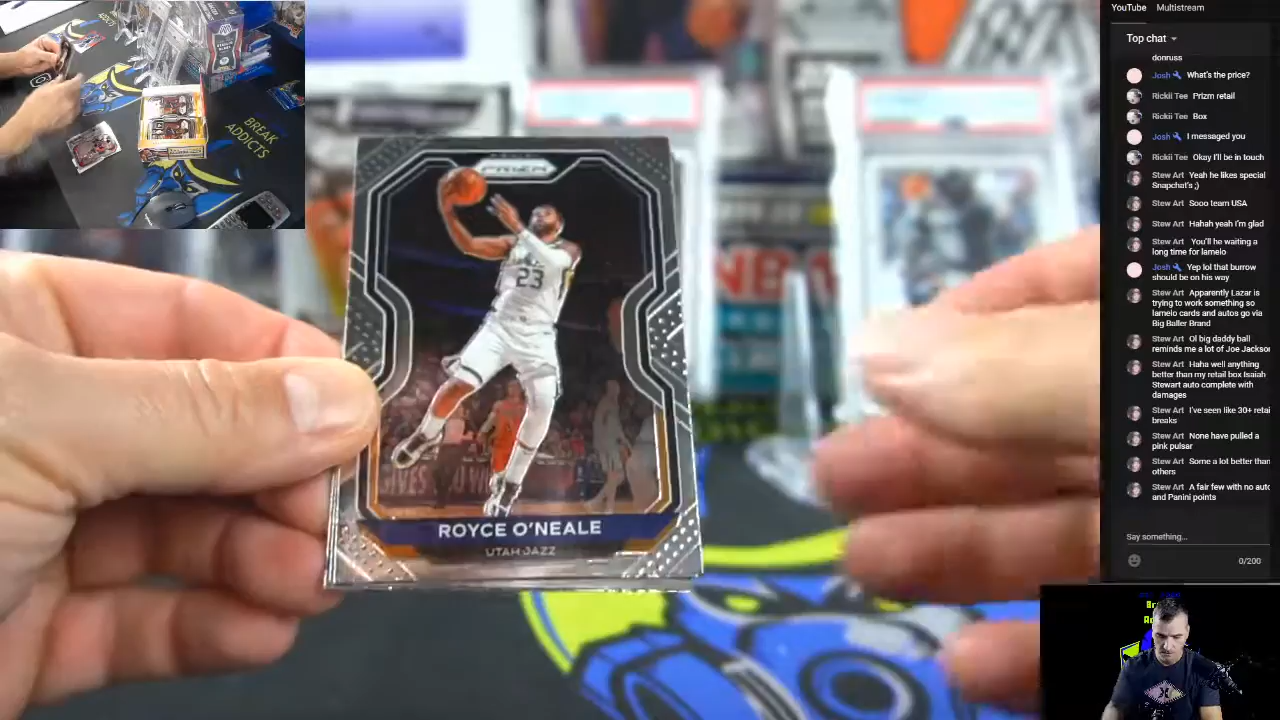 YouTube Multistream
Top chat
donruss
Josh What's the price?
Rickii Tee Prizm retail
Rickii Tee Box
Josh I messaged you
Rickii Tee Okay I'll be in touch
Stew Art Yeah he likes special
Snapchat's ;)
Stew Art Sooo team USA
Stew Art Hahah yeah I'm glad
Stew Art You'll he waiting a
long time for lamelo
Josh Yep lol that burrow
should be on his way
Stew Art Apparently Lazar is
trying to work something so
lamelo cards and autos go via
Big Baller Brand
Stew Art Ol big daddy ball
reminds me a lot of Joe Jackson
Stew Art Haha well anything
better than my retail box Isaiah
Stewart auto complete with
damages
Stew Art I've seen like 30+ retai
breaks
Stew Art None have pulled a
pink pulsar
Stew Art Some a lot better than
others
Stew Art A fair few with no auto
and Panini points
Say something...
0/200
BREAK
ADDICTS
PRIZM
23
ROYCE O'NEALE
UTAH JAZZ
NBA